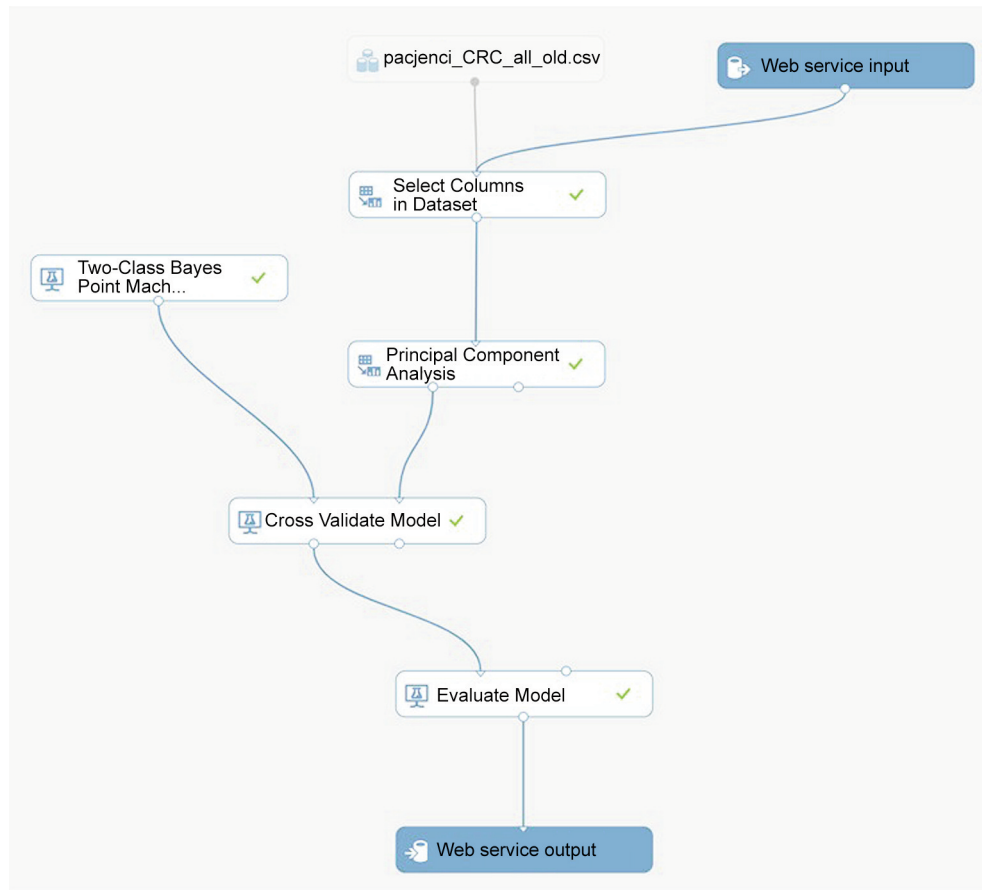 pacjenci_CRC_all_old.csv
Web service input
Select Columns
in Dataset
Two-Class Bayes
Point Mach...
Principal Component
Analysis
Cross Validate Model
Evaluate Model
Web service output